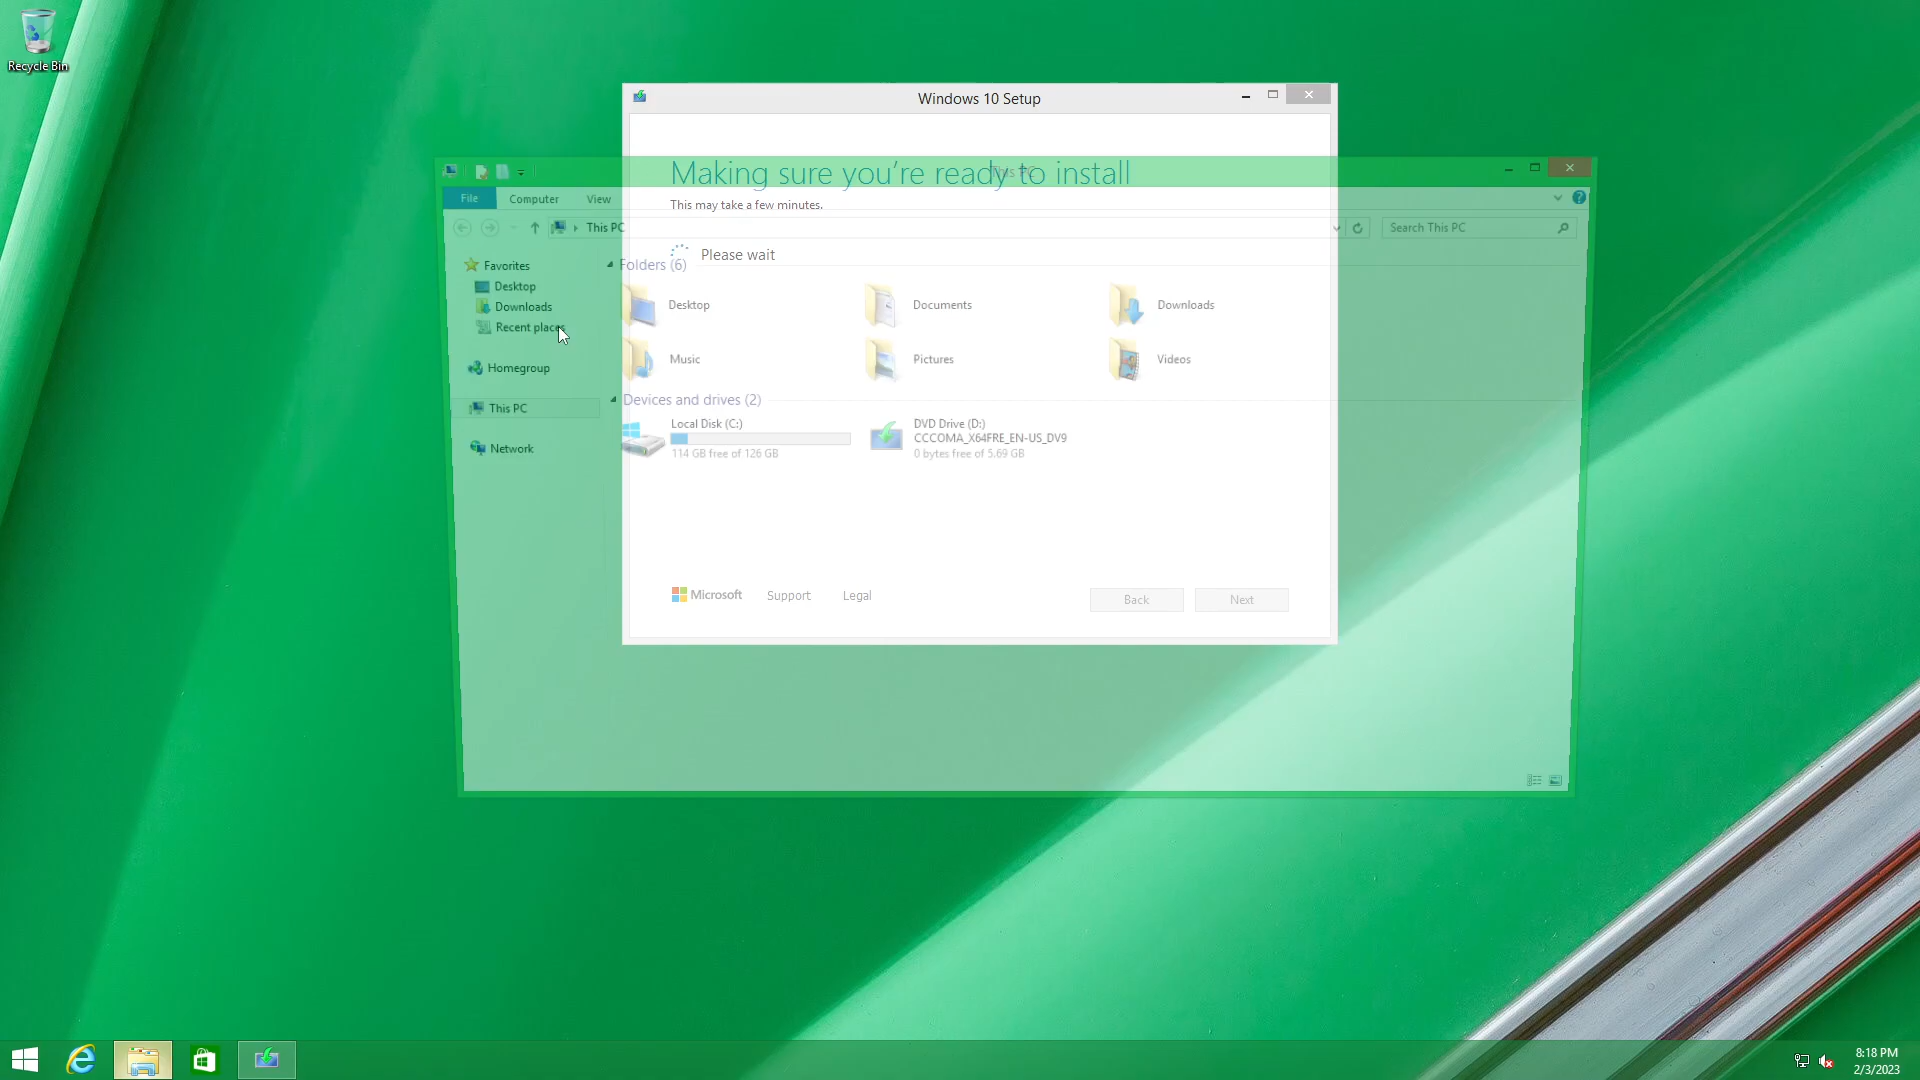 Recycle Bin
Windows 10 Setup
Making sure you're ready to install
This may take a few minutes.
Please wait
This PC
File Computer View
This PC
Search This PC
Favorites
Desktop
Downloads
Recent places
Homegroup
This PC
Network
Folders (6)
Desktop
Documents
Downloads
Music
Pictures
Videos
Devices and drives (2)
Local Disk (C:)
114 GB free of 126 GB
DVD Drive (D:)
CCCOMA_X64FRE_EN-US_DV9
0 bytes free of 5.69 GB
Microsoft Support Legal
Back Next
8:18 PM
2/3/2023